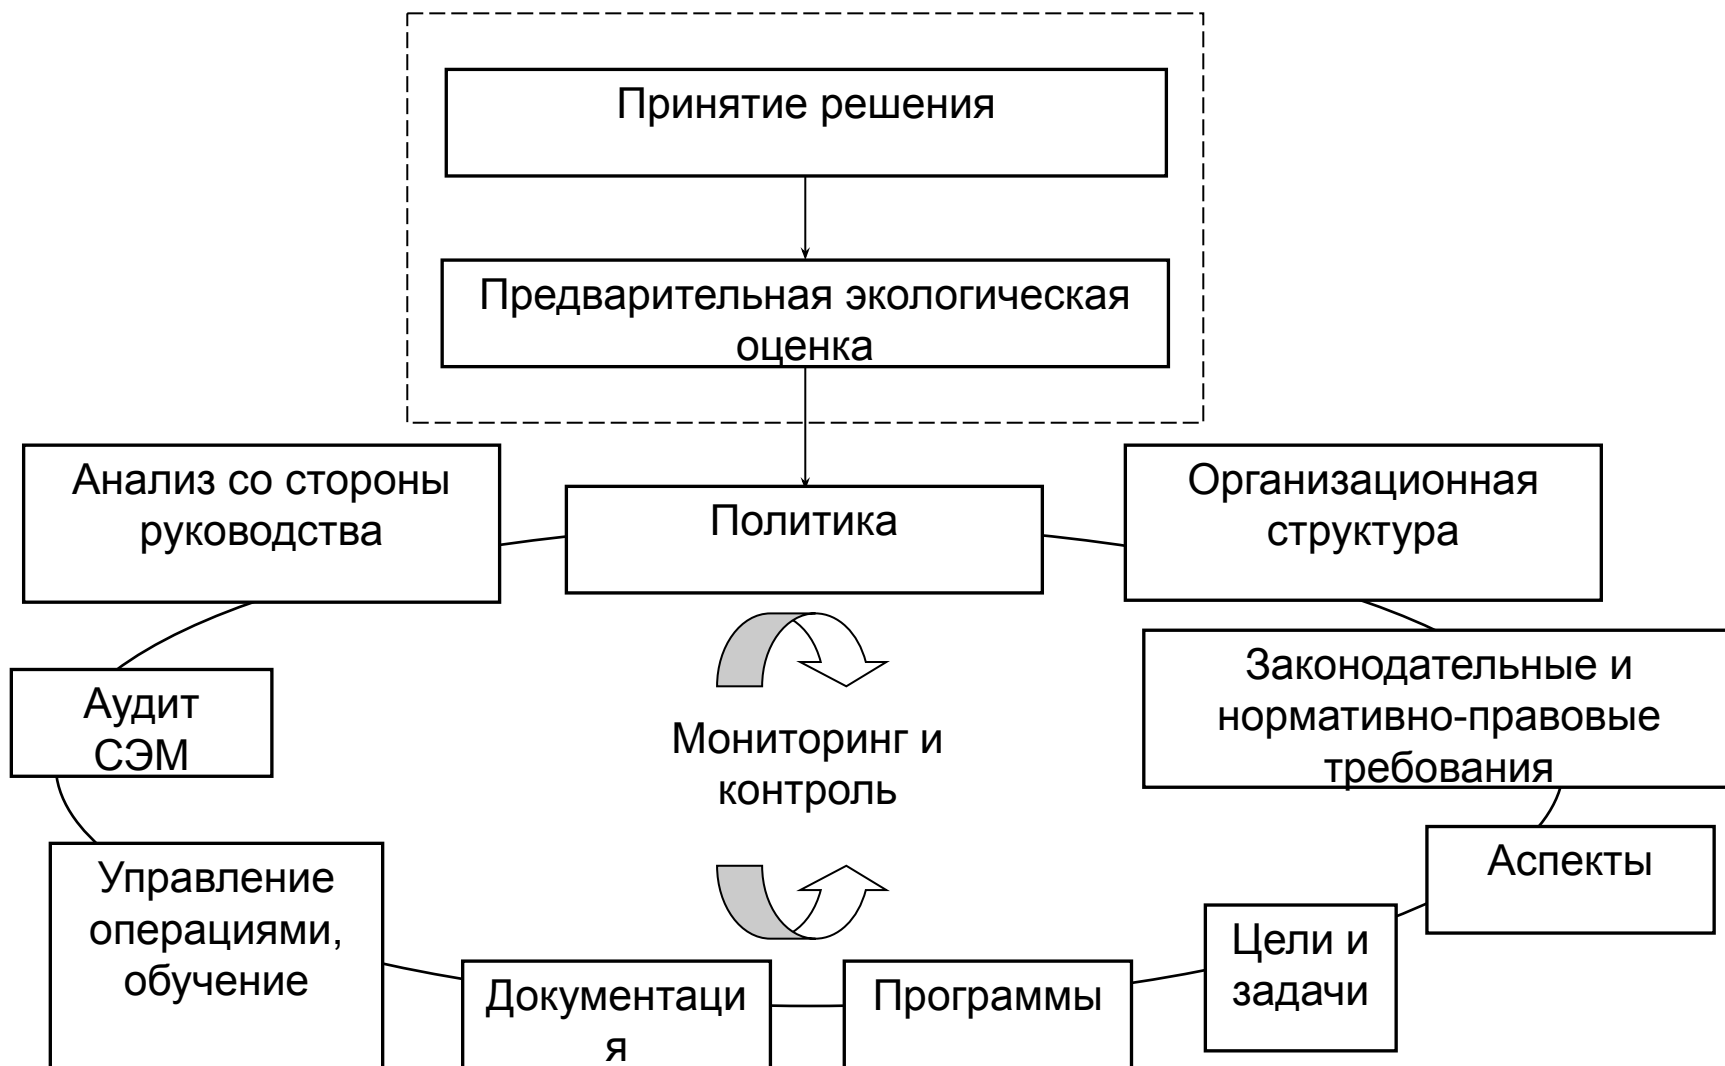 Принятие решения
Предварительная экологическая
оценка
Анализ со стороны
руководства
Политика
Организационная
структура
Аудит
СЭМ
Мониторинг и
контроль
Законодательные и
нормативно-правовые
требования
Аспекты
Управление
операциями,
обучение
Документаци
я
Программы
Цели и
задачи